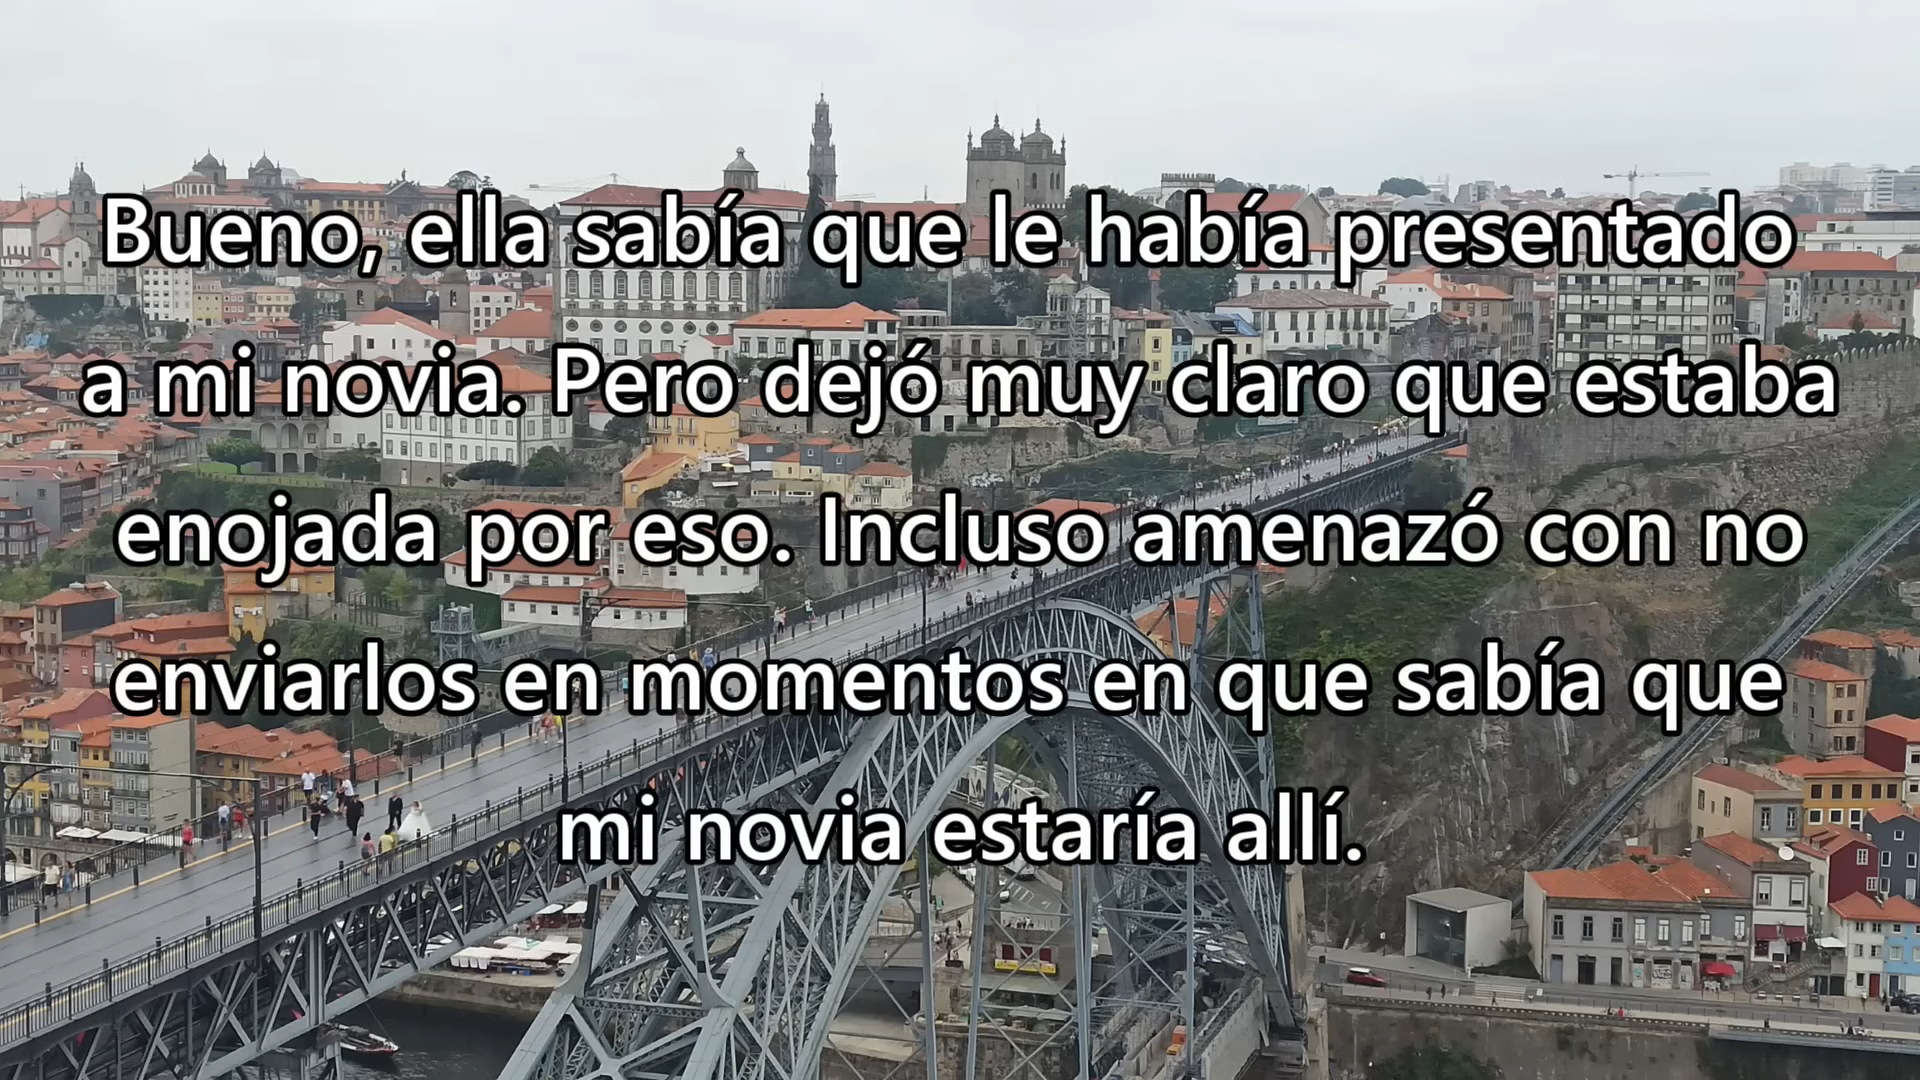 Bueno, ella sabía que le había presentado
a mi novia. Pero dejó muy claro que estaba
enojada por eso. Incluso amenazó con no
enviarlos en momentos en que sabía que
mi novia estaría allí.